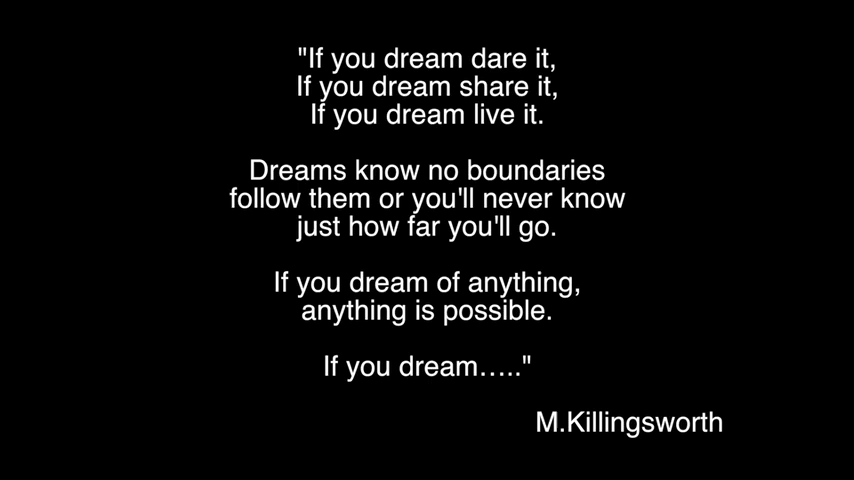 "If you dream dare it,
If you dream share it,
If you dream live it.
Dreams know no boundaries
follow them or you'll never know
just how far you'll go.
If you dream of anything,
anything is possible.
If you dream….."
M.Killingsworth